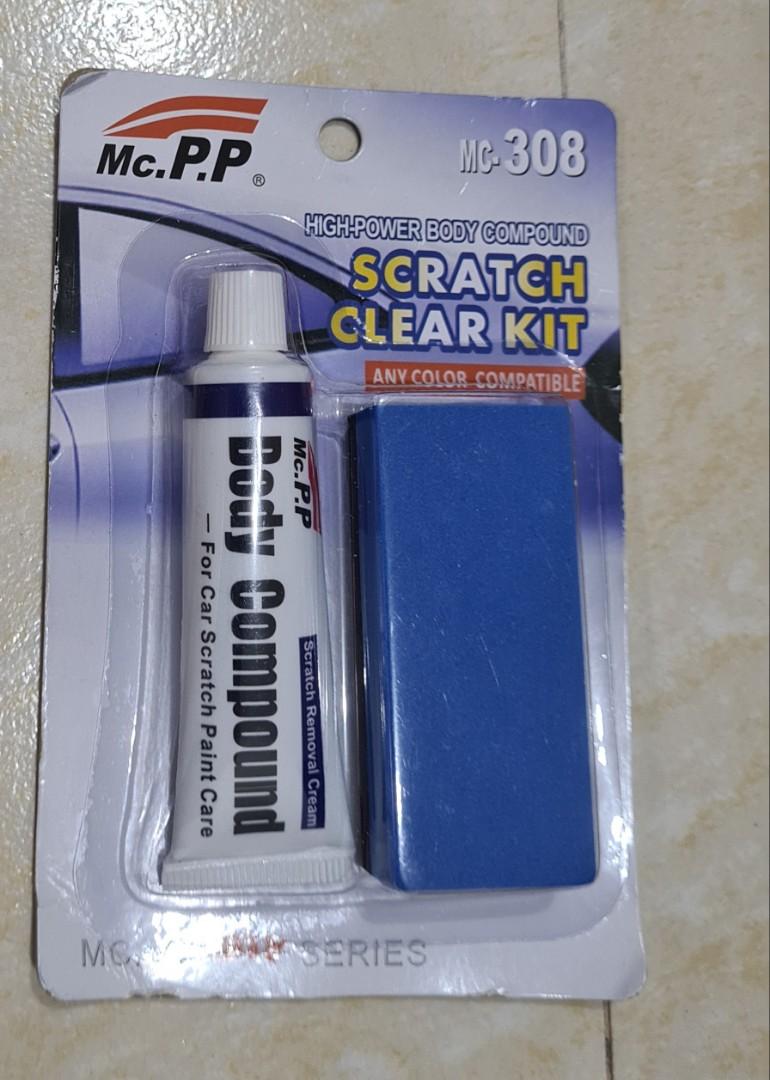 Mc.P.P ®
MC-308
HIGH-POWER BODY COMPOUND
SCRATCH
CLEAR KIT
ANY COLOR COMPATIBLE
Mc.P.P
Body Compound
— For Car Scratch Paint Care
Scratch Removal Cream
MC. SERIES